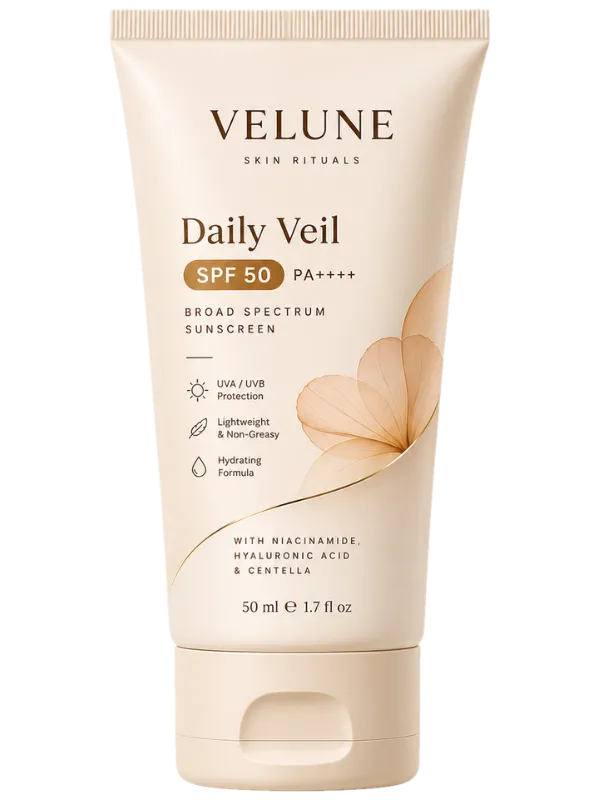 VELUNE
SKIN RITUALS
Daily Veil
SPF 50 PA++++
BROAD SPECTRUM
SUNSCREEN
UVA / UVB
Protection
Lightweight
& Non-Greasy
Hydrating
Formula
WITH NIACINAMIDE,
HYALURONIC ACID
& CENTELLA
50 ml ℮ 1.7 fl oz